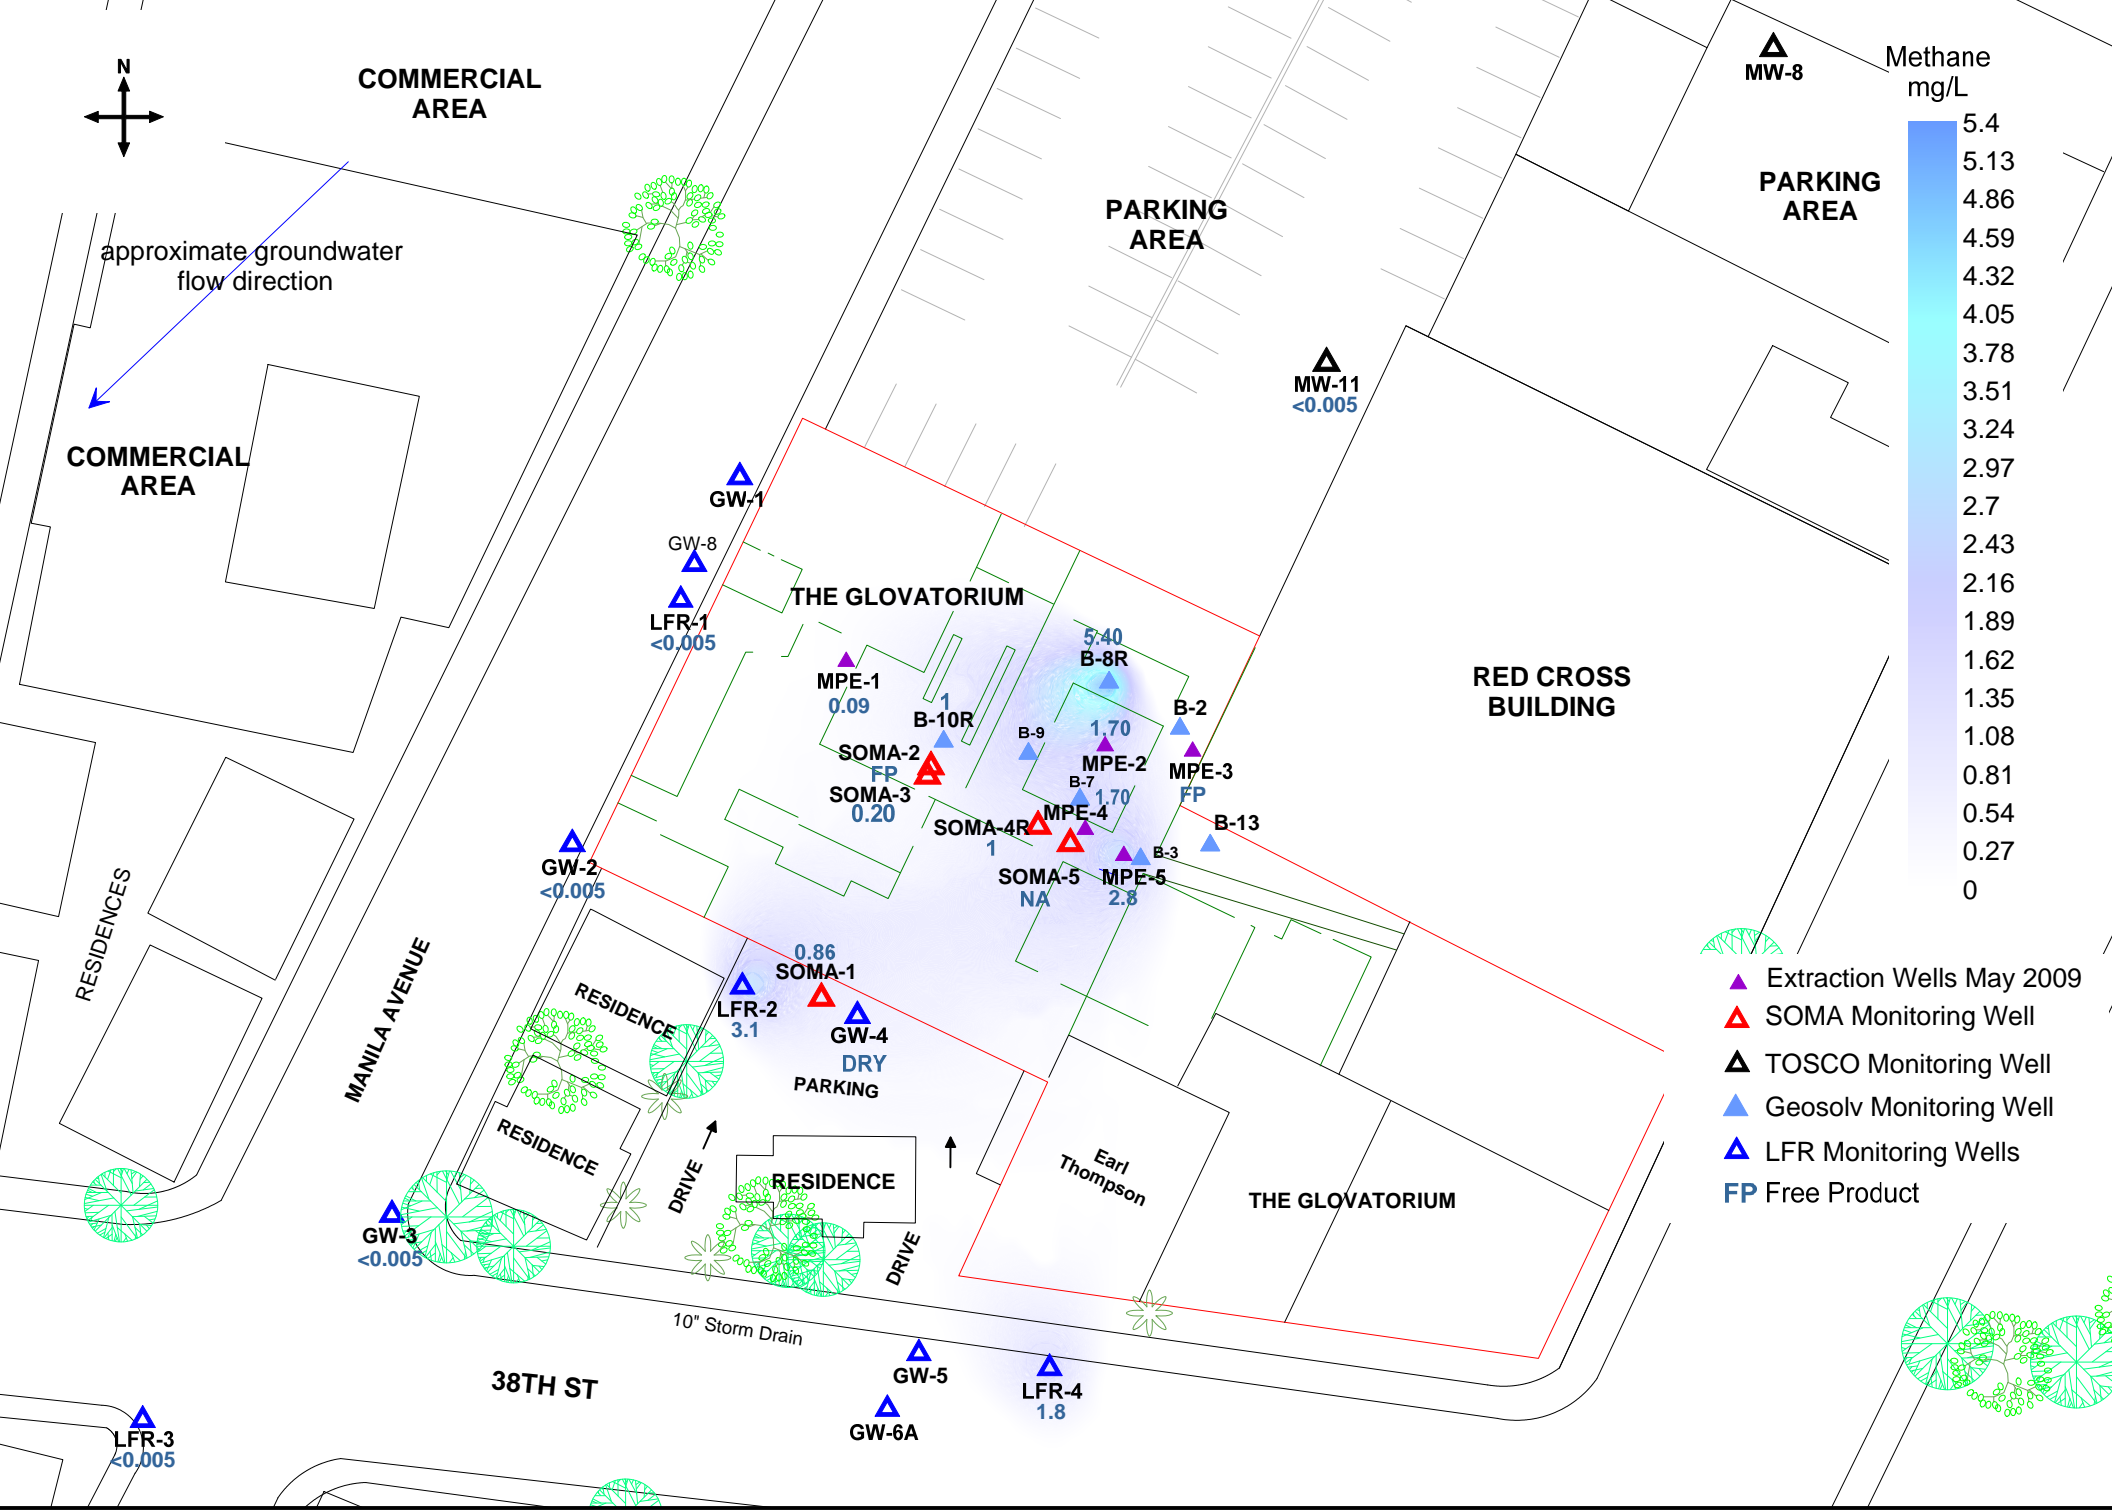 N
COMMERCIAL
AREA
approximate groundwater
flow direction
COMMERCIAL
AREA
PARKING
AREA
MW-8
PARKING
AREA
Methane
mg/L
5.4
5.13
4.86
4.59
4.32
4.05
3.78
3.51
3.24
2.97
2.7
2.43
2.16
1.89
1.62
1.35
1.08
0.81
0.54
0.27
0
MW-11
<0.005
GW-1
GW-8
LFR-1
<0.005
THE GLOVATORIUM
MPE-1
0.09
1
B-10R
SOMA-2
FP
SOMA-3
0.20
5.40
B-8R
B-9
1.70
MPE-2
B-2
MPE-3
FP
B-7
1.70
MPE-4
SOMA-4R
1
B-13
B-3
SOMA-5
NA
MPE-5
2.8
RED CROSS
BUILDING
GW-2
<0.005
RESIDENCES
MANILA AVENUE
0.86
SOMA-1
LFR-2
3.1
GW-4
DRY
PARKING
RESIDENCE
RESIDENCE
DRIVE
RESIDENCE
DRIVE
Earl
Thompson
THE GLOVATORIUM
Extraction Wells May 2009
SOMA Monitoring Well
TOSCO Monitoring Well
Geosolv Monitoring Well
LFR Monitoring Wells
FP Free Product
GW-3
<0.005
10" Storm Drain
38TH ST
GW-5
GW-6A
LFR-4
1.8
LFR-3
<0.005